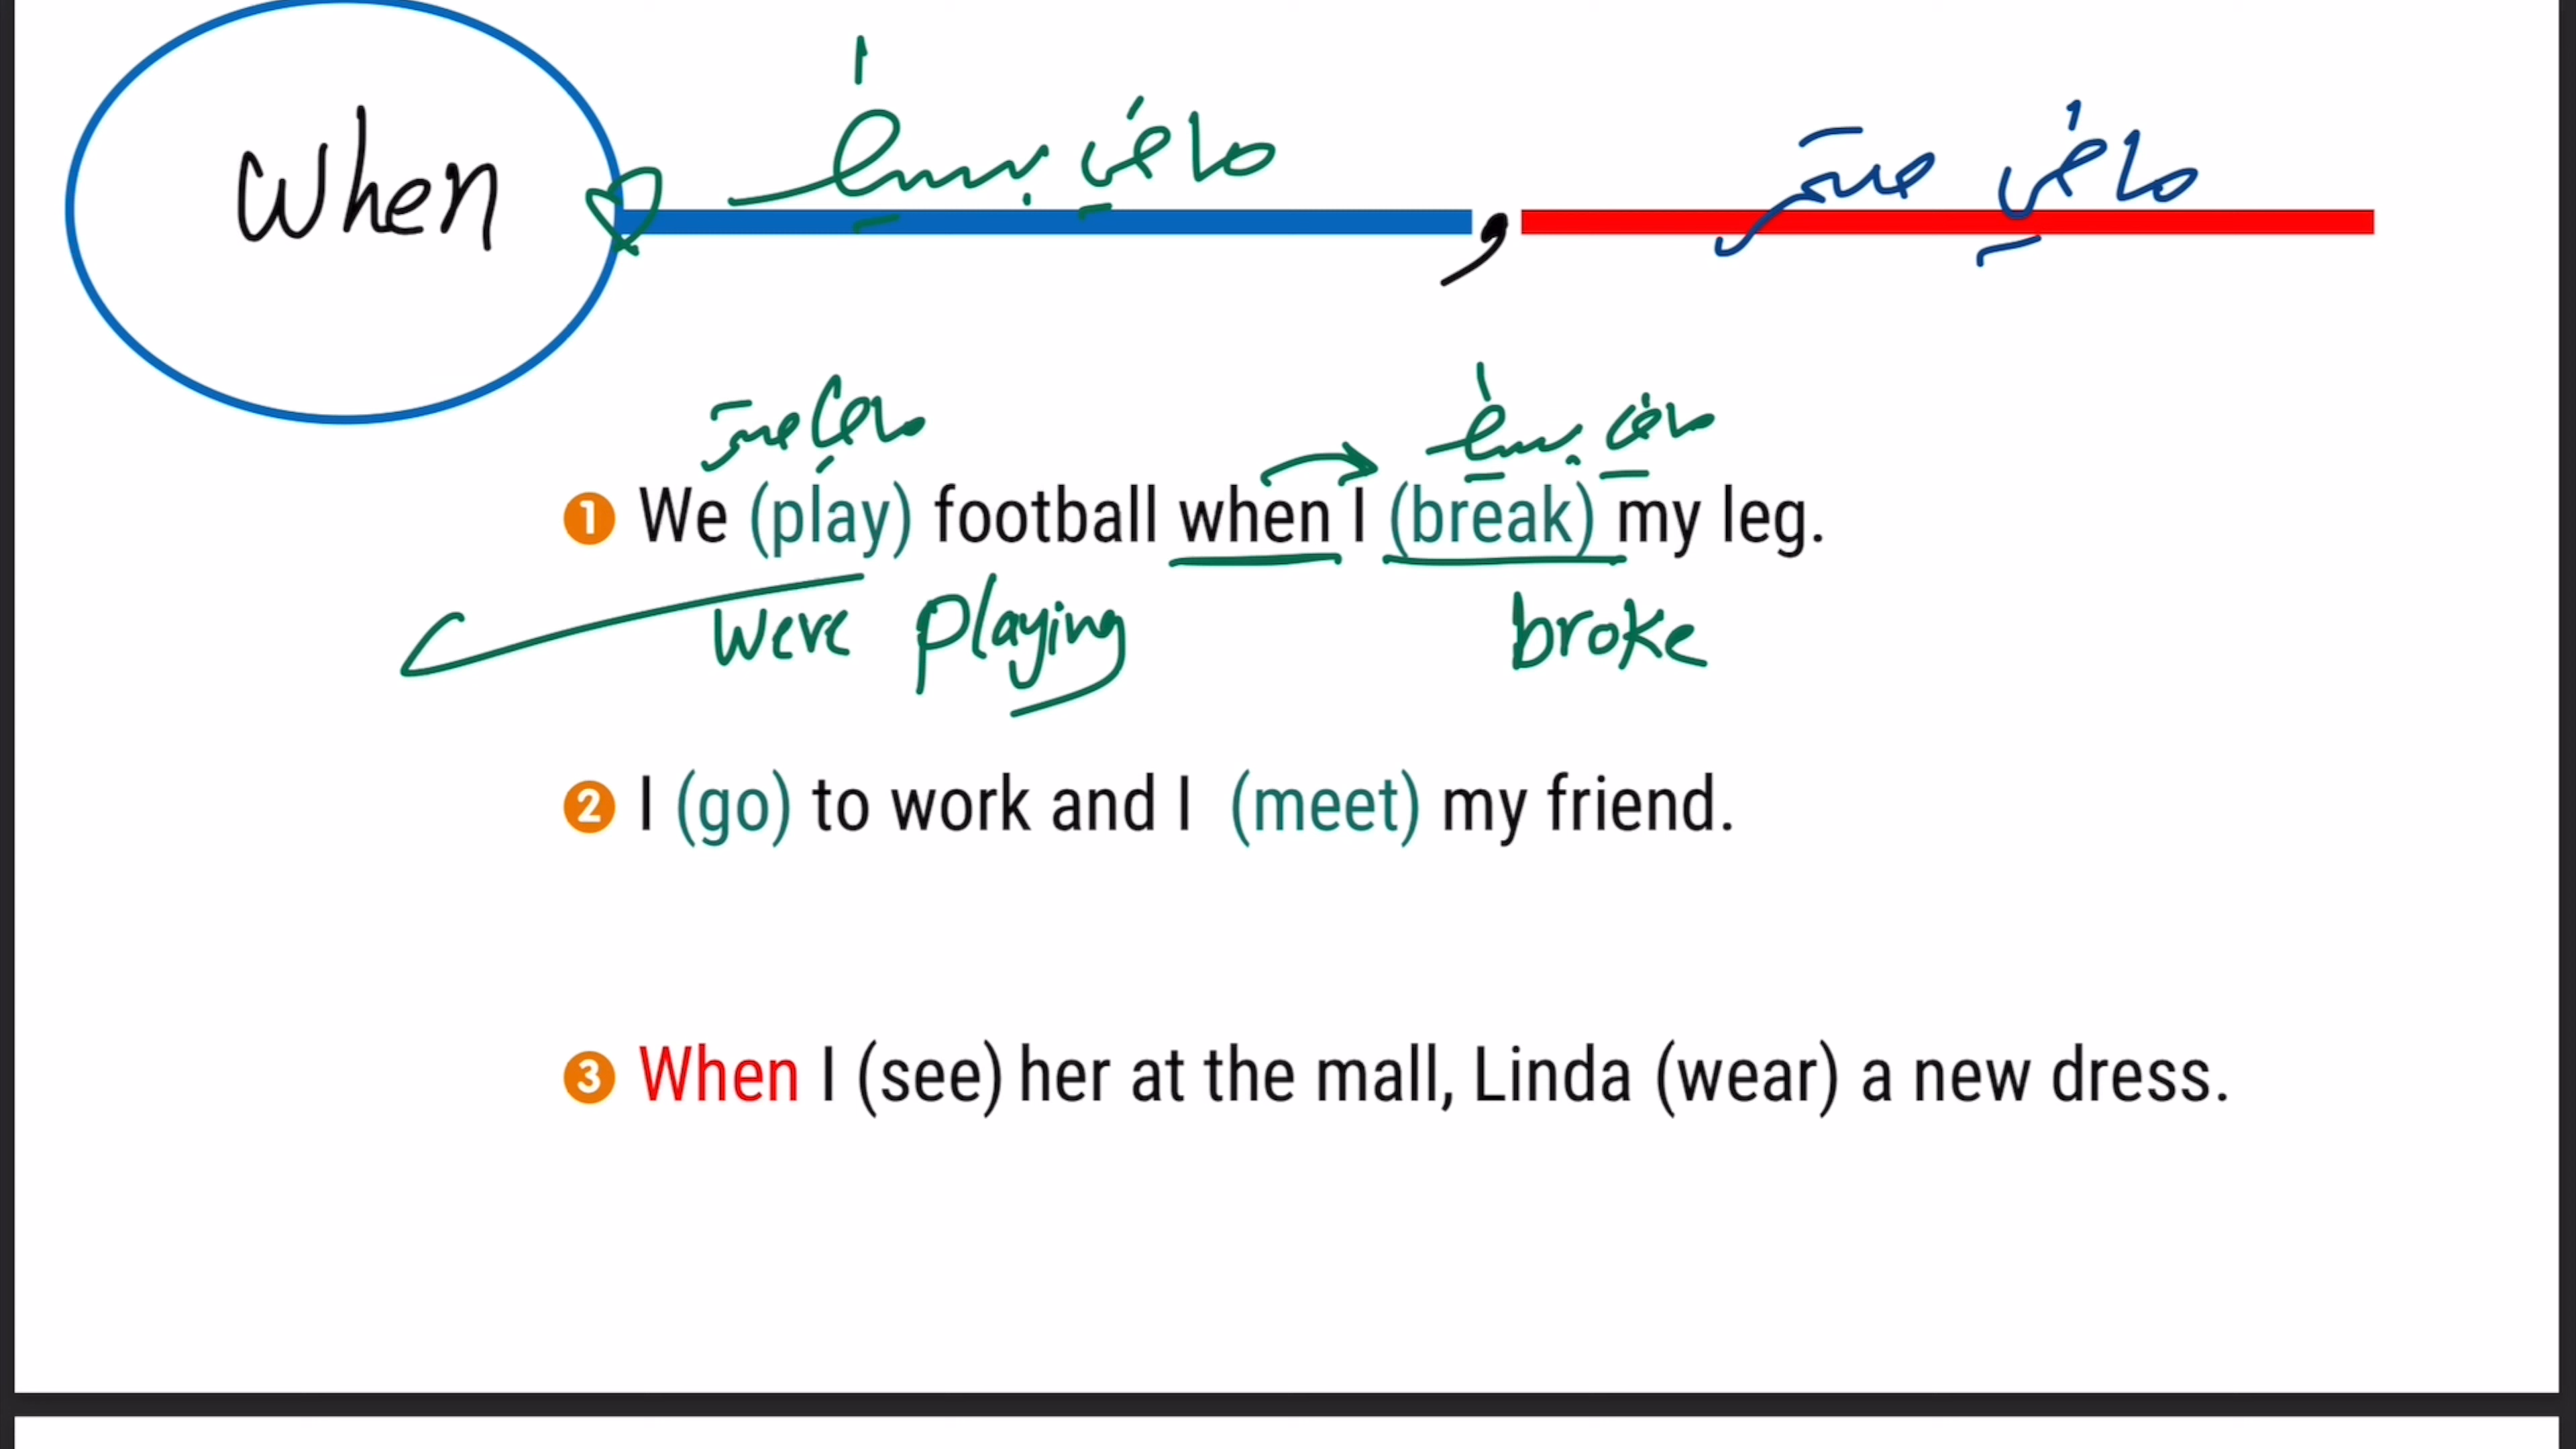 When ماضي بسيط , ماضي مستمر
ماضي مستمر ماضي بسيط
1 We (play) football when I (break) my leg.
were playing broke
2 I (go) to work and I (meet) my friend.
3 When I (see) her at the mall, Linda (wear) a new dress.